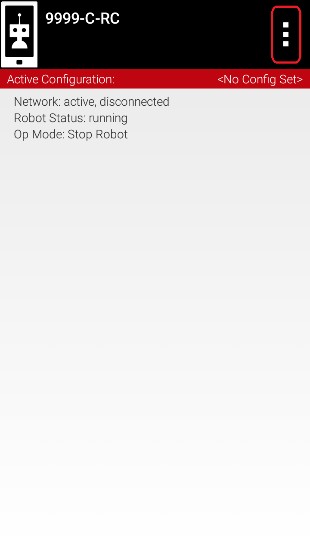 9999-C-RC
Active Configuration: <No Config Set>
Network: active, disconnected
Robot Status: running
Op Mode: Stop Robot